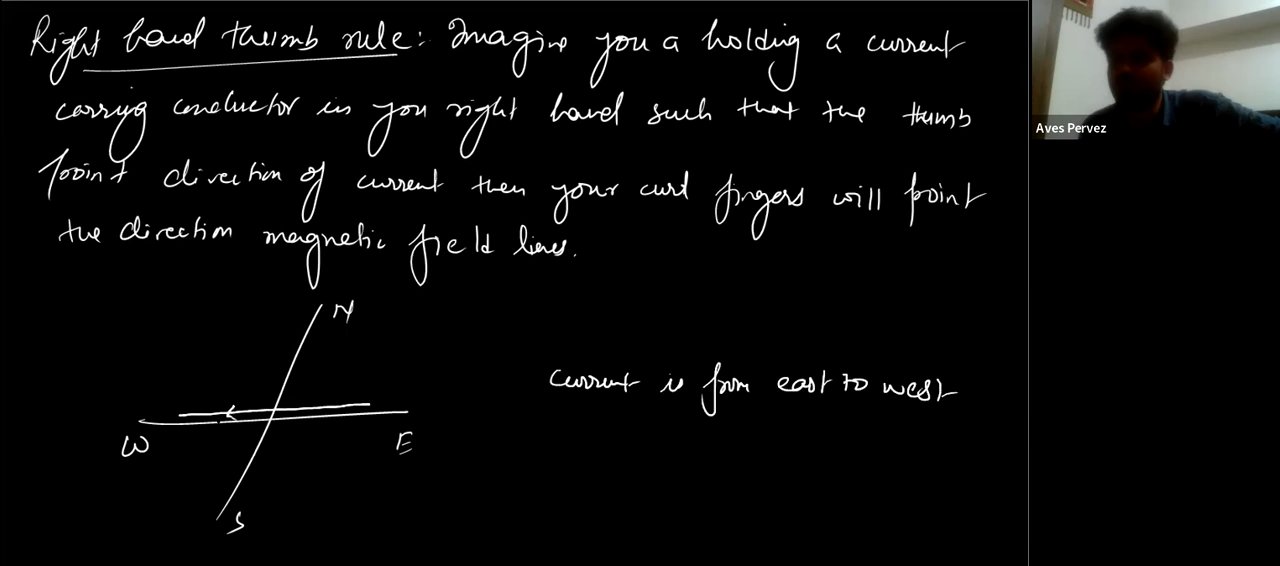 Right hand thumb rule: Imagine you a holding a current
carring conductor in you right hand such that the thumb
point direction of current then your curl fingers will point
the direction magnetic field lines.
Aves Pervez
N
current is from east to west
W
E
S